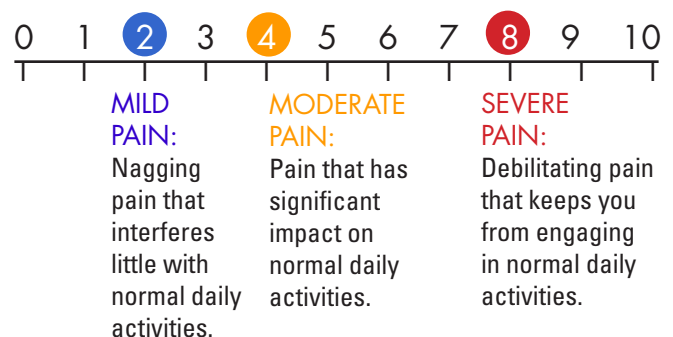 0 1 2 3 4 5 6 7 8 9 10
MILD
PAIN:
Nagging
pain that
interferes
little with
normal daily
activities.
MODERATE
PAIN:
Pain that has
significant
impact on
normal daily
activities.
SEVERE
PAIN:
Debilitating pain
that keeps you
from engaging
in normal daily
activities.